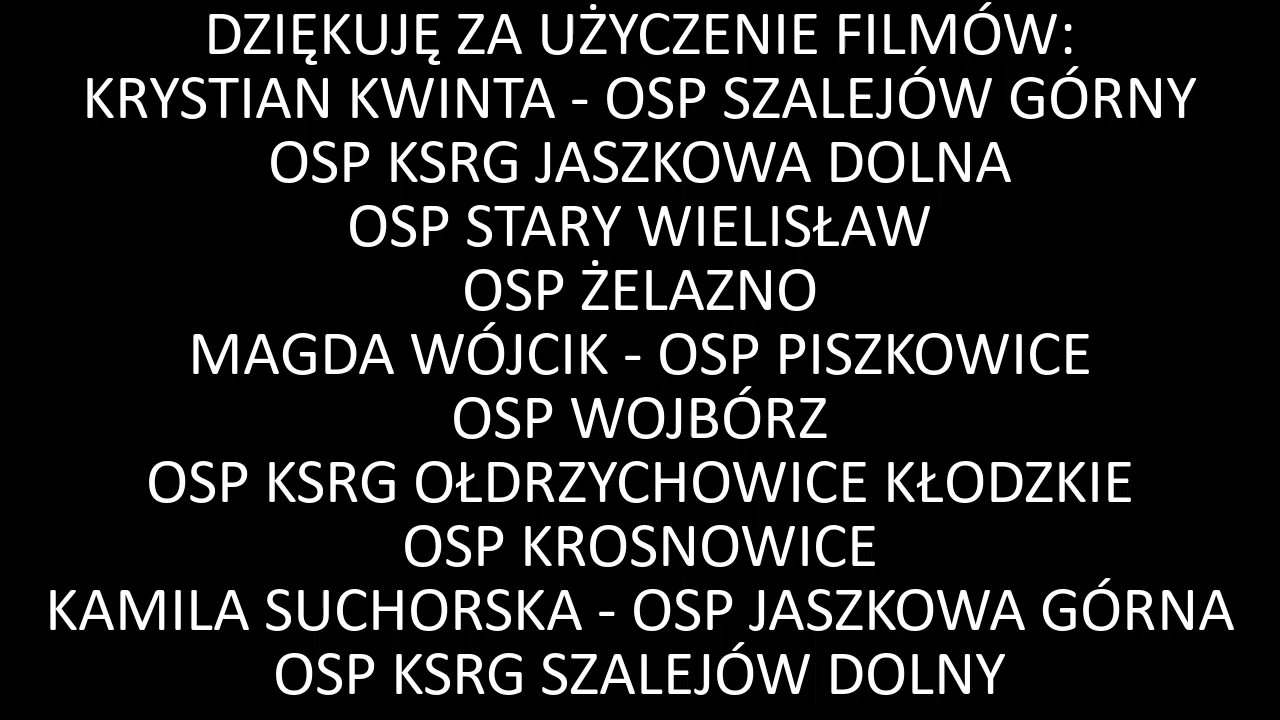 DZIĘKUJĘ ZA UŻYCZENIE FILMÓW:
KRYSTIAN KWINTA - OSP SZALEJÓW GÓRNY
OSP KSRG JASZKOWA DOLNA
OSP STARY WIELISŁAW
OSP ŻELAZNO
MAGDA WÓJCIK - OSP PISZKOWICE
OSP WOJBÓRZ
OSP KSRG OŁDRZYCHOWICE KŁODZKIE
OSP KROSNOWICE
KAMILA SUCHORSKA - OSP JASZKOWA GÓRNA
OSP KSRG SZALEJÓW DOLNY